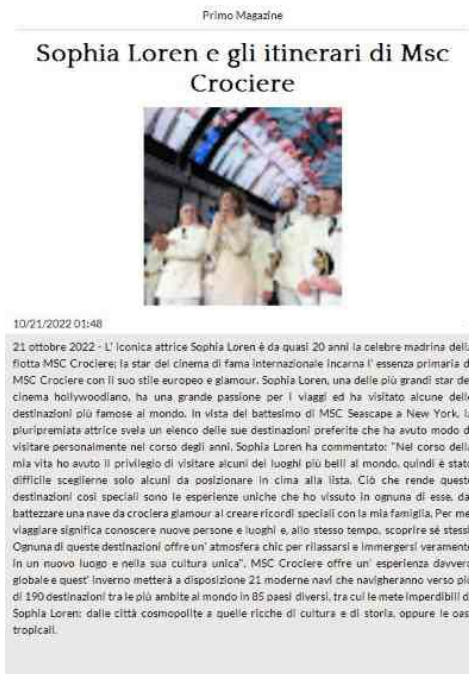 Primo Magazine
Sophia Loren e gli itinerari di Msc
Crociere
10/21/2022 01:48
21 ottobre 2022 - L' iconica attrice Sophia Loren è da quasi 20 anni la celebre madrina della
flotta MSC Crociere; la star del cinema di fama internazionale incarna l' essenza primaria d
MSC Crociere con il suo stile europeo e glamour. Sophia Loren, una delle più grandi star de
cinema hollywoodiano, ha una grande passione per i viaggi ed ha visitato alcune delle
destinazioni più famose al mondo. In vista del battesimo di MSC Seascape a New York, la
pluripremiata attrice svela un elenco delle sue destinazioni preferite che ha avuto modo d
visitare personalmente nel corso degli anni. Sophia Loren ha commentato: "Nel corso della
mia vita ho avuto il privilegio di visitare alcuni dei luoghi più belli al mondo, quindi è stato
difficile sceglierne solo alcuni da posizionare in cima alla lista. Ciò che rende queste
destinazioni così speciali sono le esperienze uniche che ho vissuto in ognuna di esse, da
battezzare una nave da crociera glamour al creare ricordi speciali con la mia famiglia. Per me
viaggiare significa conoscere nuove persone e luoghi e, allo stesso tempo, scoprire sé stessi
Ognuna di queste destinazioni offre un' atmosfera chic per rilassarsi e immergersi veramente
in un nuovo luogo e nella sua cultura unica", MSC Crociere offre un' esperienza davvero
globale e quest' inverno metterà a disposizione 21 moderne navi che navigheranno verso più
di 190 destinazioni tra le più ambite al mondo in 85 paesi diversi, tra cui le mete imperdibili d
Sophia Loren: dalle città cosmopolite a quelle ricche di cultura e di storia, oppure le oasi
tropicali.